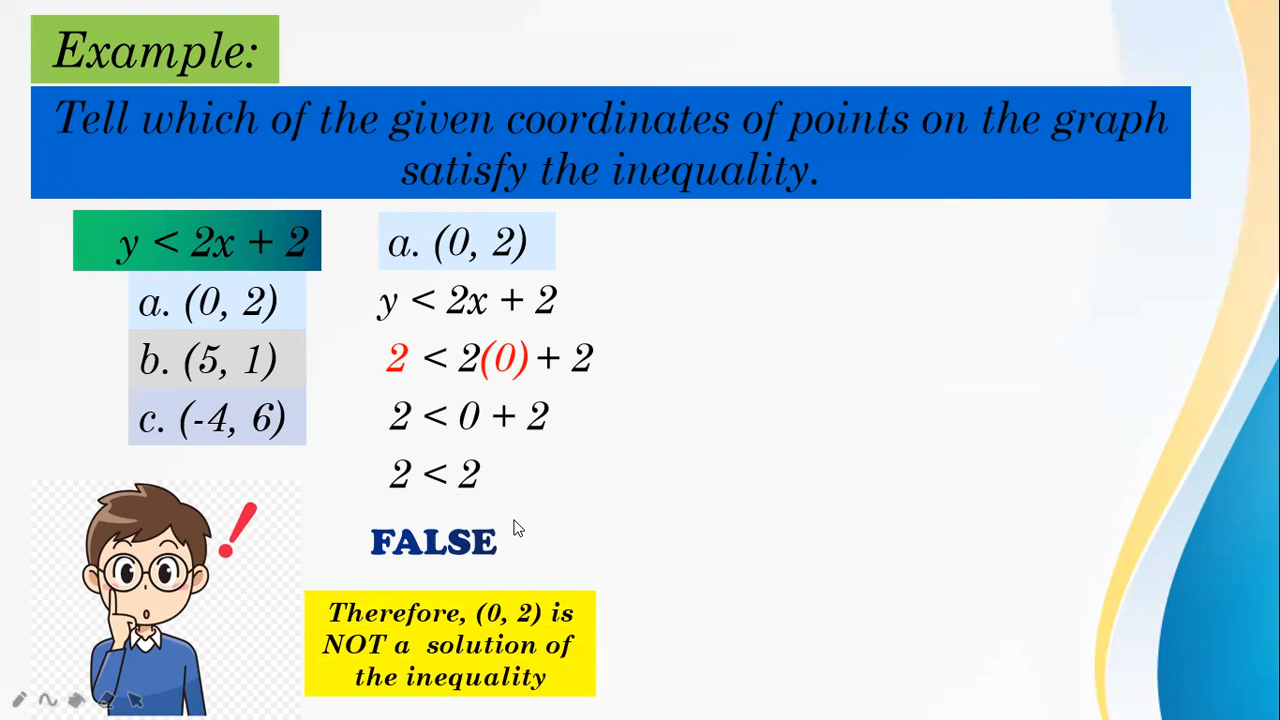 Example:
Tell which of the given coordinates of points on the graph
satisfy the inequality.
y < 2x + 2
a. (0, 2)
b. (5, 1)
c. (-4, 6)
a. (0, 2)
y < 2x + 2
2 < 2(0) + 2
2 < 0 + 2
2 < 2
FALSE
Therefore, (0, 2) is
NOT a solution of
the inequality